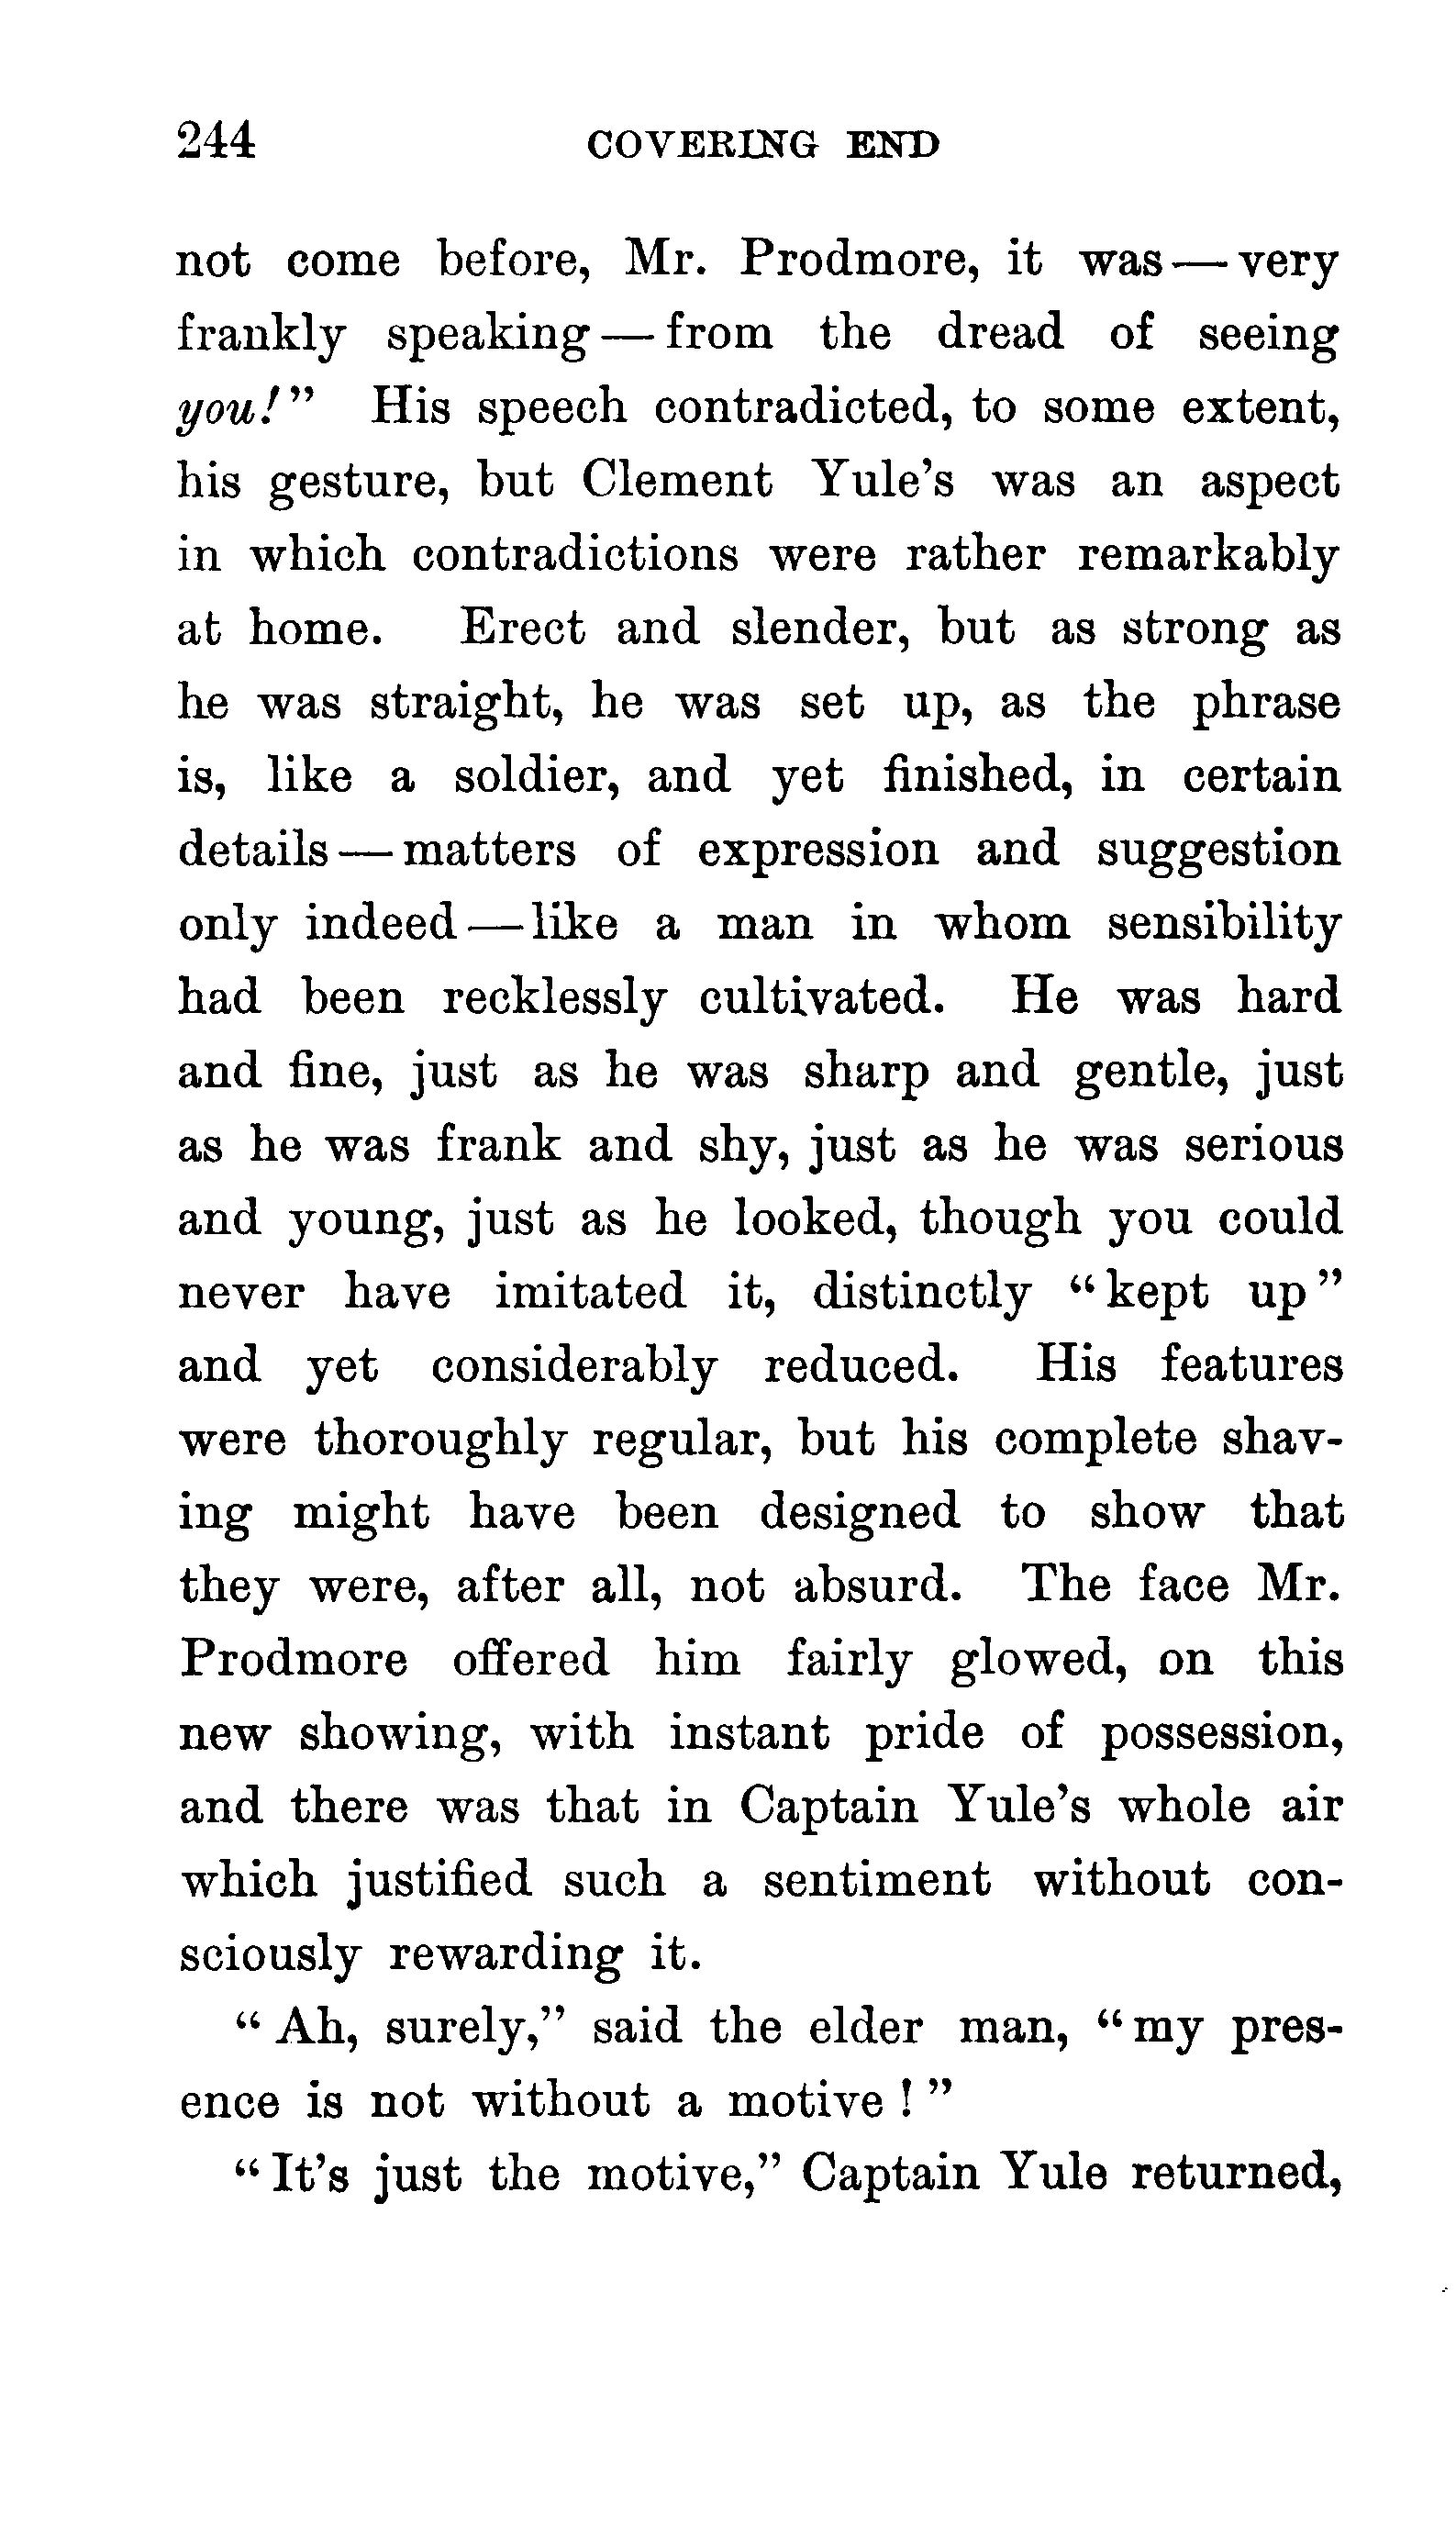 244 COVERING END
not come before, Mr. Prodmore, it was — very
frankly speaking — from the dread of seeing
you!" His speech contradicted, to some extent,
his gesture, but Clement Yule's was an aspect
in which contradictions were rather remarkably
at home. Erect and slender, but as strong as
he was straight, he was set up, as the phrase
is, like a soldier, and yet finished, in certain
details — matters of expression and suggestion
only indeed — like a man in whom sensibility
had been recklessly cultivated. He was hard
and fine, just as he was sharp and gentle, just
as he was frank and shy, just as he was serious
and young, just as he looked, though you could
never have imitated it, distinctly "kept up"
and yet considerably reduced. His features
were thoroughly regular, but his complete shav-
ing might have been designed to show that
they were, after all, not absurd. The face Mr.
Prodmore offered him fairly glowed, on this
new showing, with instant pride of possession,
and there was that in Captain Yule's whole air
which justified such a sentiment without con-
sciously rewarding it.
"Ah, surely," said the elder man, "my pres-
ence is not without a motive!"
"It's just the motive," Captain Yule returned,